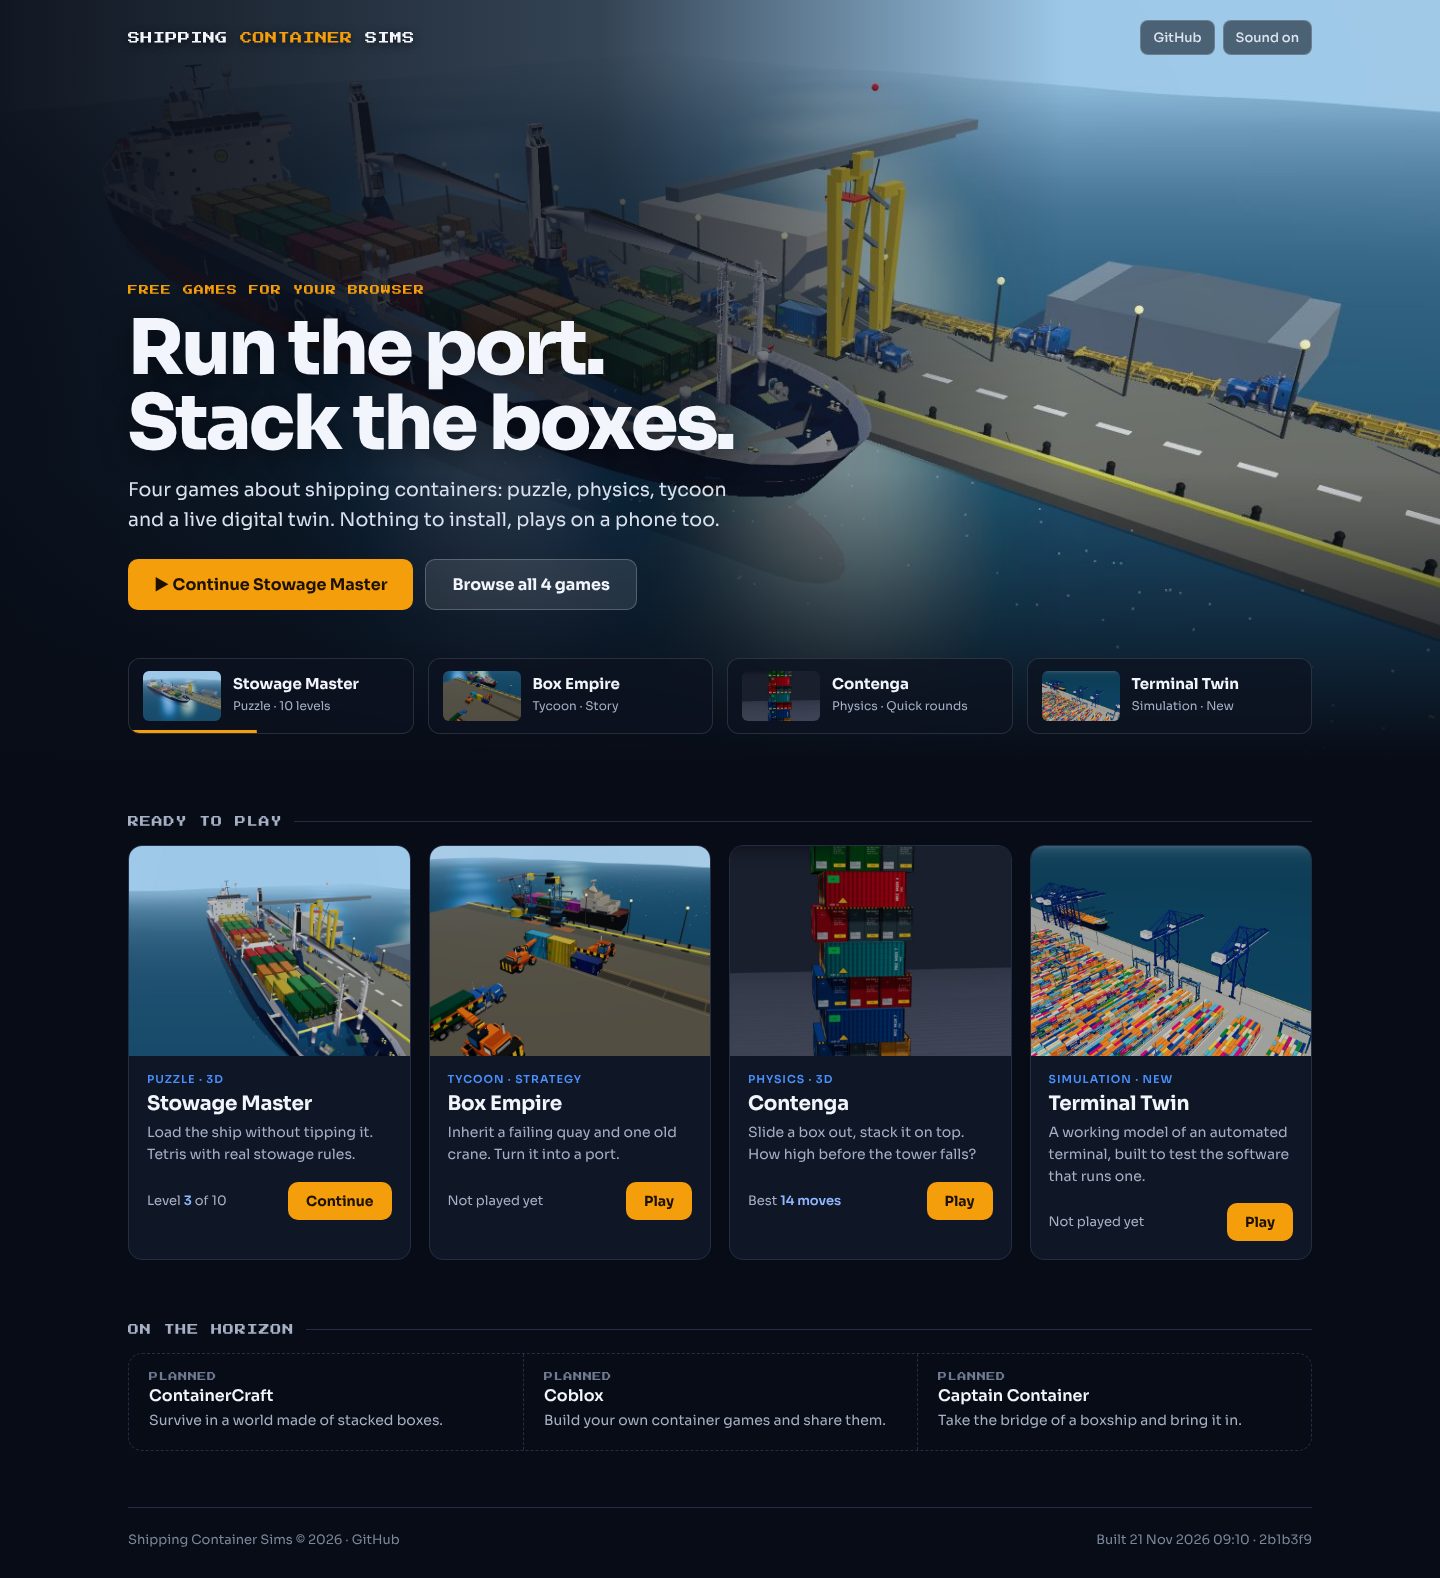 SHIPPING CONTAINER SIMS
GitHub
Sound on
FREE GAMES FOR YOUR BROWSER
Run the port.
Stack the boxes.
Four games about shipping containers: puzzle, physics, tycoon
and a live digital twin. Nothing to install, plays on a phone too.
▶ Continue Stowage Master
Browse all 4 games
Stowage Master
Puzzle · 10 levels
Box Empire
Tycoon · Story
Contenga
Physics · Quick rounds
Terminal Twin
Simulation · New
READY TO PLAY
PUZZLE · 3D
Stowage Master
Load the ship without tipping it.
Tetris with real stowage rules.
Level 3 of 10
Continue
TYCOON · STRATEGY
Box Empire
Inherit a failing quay and one old
crane. Turn it into a port.
Not played yet
Play
PHYSICS · 3D
Contenga
Slide a box out, stack it on top.
How high before the tower falls?
Best 14 moves
Play
SIMULATION · NEW
Terminal Twin
A working model of an automated
terminal, built to test the software
that runs one.
Not played yet
Play
ON THE HORIZON
PLANNED
ContainerCraft
Survive in a world made of stacked boxes.
PLANNED
Coblox
Build your own container games and share them.
PLANNED
Captain Container
Take the bridge of a boxship and bring it in.
Shipping Container Sims © 2026 · GitHub
Built 21 Nov 2026 09:10 · 2b1b3f9